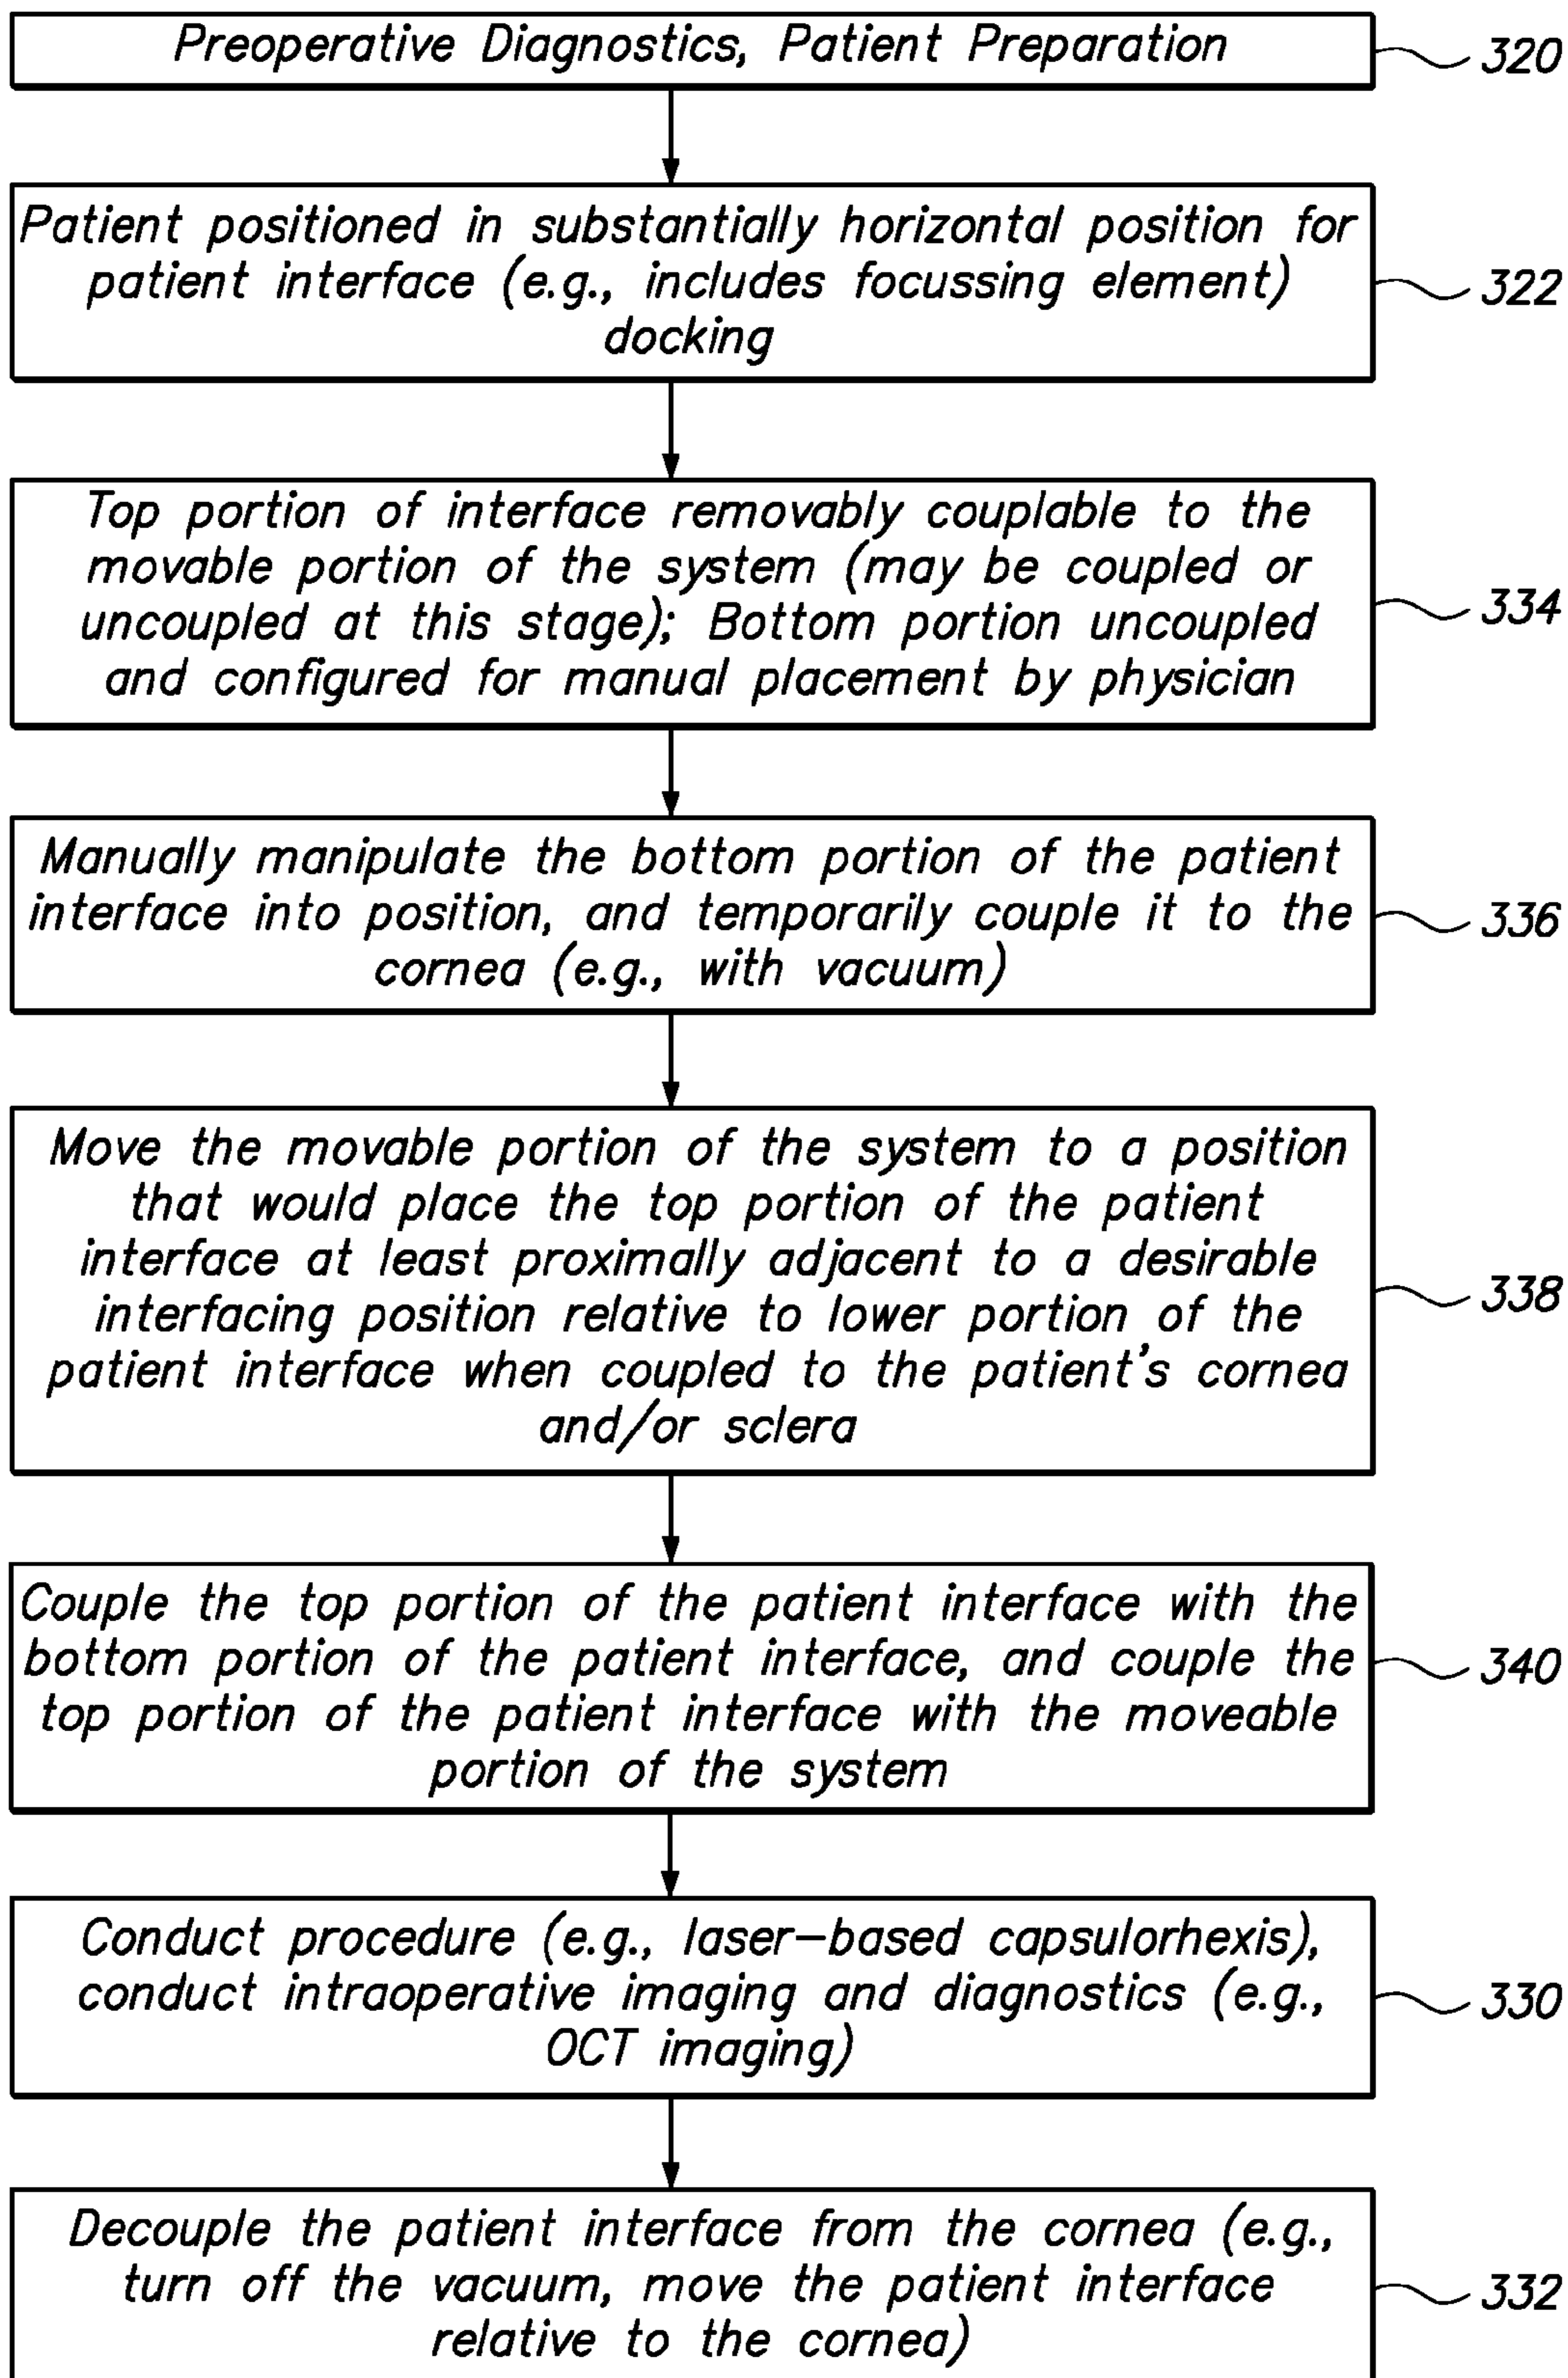 Preoperative Diagnostics, Patient Preparation
320
Patient positioned in substantially horizontal position for
patient interface (e.g., includes focussing element)
docking
322
Top portion of interface removably couplable to the
movable portion of the system (may be coupled or
uncoupled at this stage); Bottom portion uncoupled
and configured for manual placement by physician
334
Manually manipulate the bottom portion of the patient
interface into position, and temporarily couple it to the
cornea (e.g., with vacuum)
336
Move the movable portion of the system to a position
that would place the top portion of the patient
interface at least proximally adjacent to a desirable
interfacing position relative to lower portion of the
patient interface when coupled to the patient's cornea
and/or sclera
338
Couple the top portion of the patient interface with the
bottom portion of the patient interface, and couple the
top portion of the patient interface with the moveable
portion of the system
340
Conduct procedure (e.g., laser-based capsulorhexis),
conduct intraoperative imaging and diagnostics (e.g.,
OCT imaging)
330
Decouple the patient interface from the cornea (e.g.,
turn off the vacuum, move the patient interface
relative to the cornea)
332